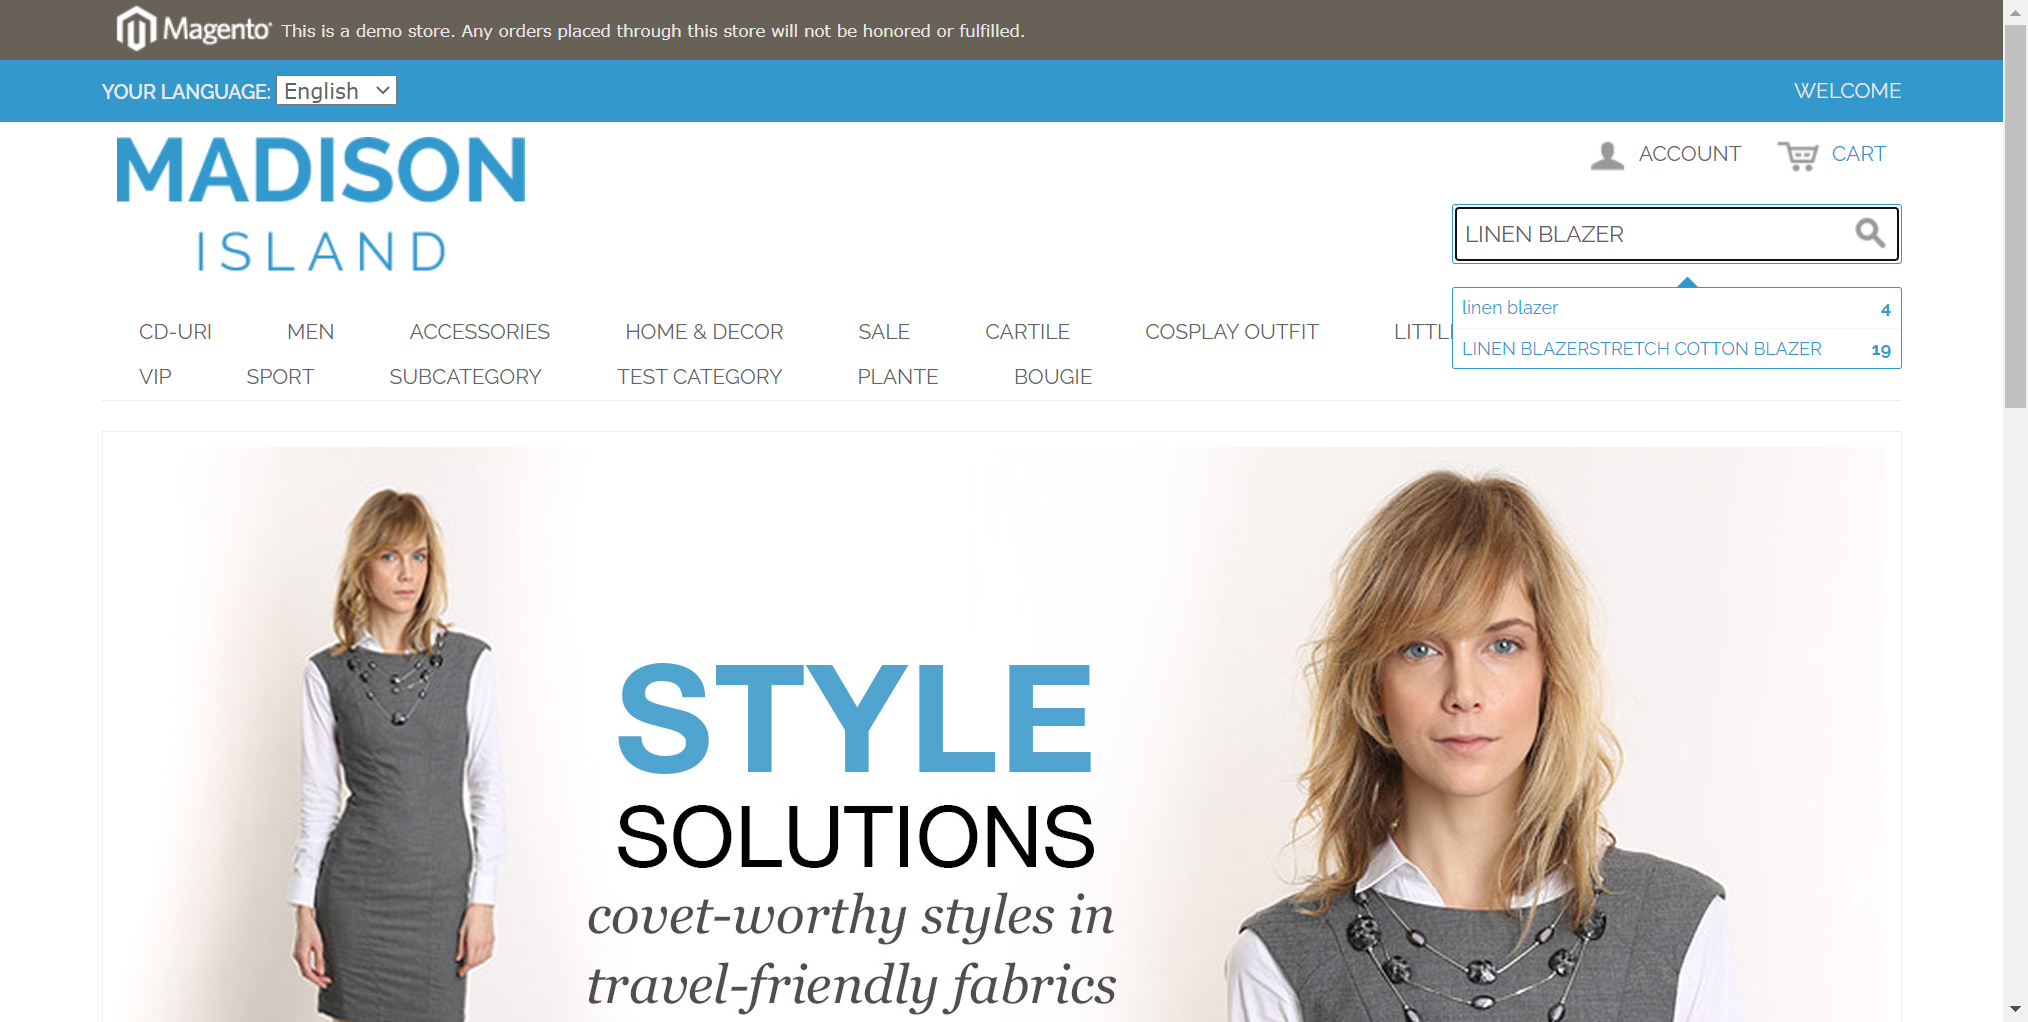 Magento This is a demo store. Any orders placed through this store will not be honored or fulfilled.
YOUR LANGUAGE: English WELCOME
MADISON
ISLAND
ACCOUNT CART
LINEN BLAZER
linen blazer 4
LINEN BLAZERSTRETCH COTTON BLAZER 19
CD-URI MEN ACCESSORIES HOME & DECOR SALE CARTILE COSPLAY OUTFIT
VIP SPORT SUBCATEGORY TEST CATEGORY PLANTE BOUGIE
STYLE
SOLUTIONS
covet-worthy styles in
travel-friendly fabrics